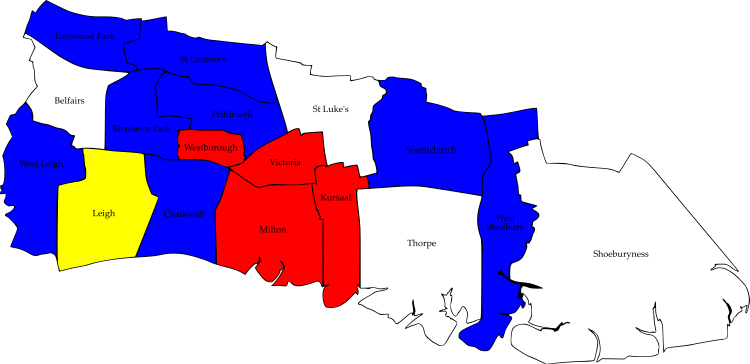 Eastwood Park
St Laurence
Belfairs
St Luke's
Prittlewell
Blenheim Park
Westborough
Southchurch
West Leigh
Victoria
Kursaal
Leigh
Chalkwell
Milton
West
Shoebury
Thorpe
Shoeburyness